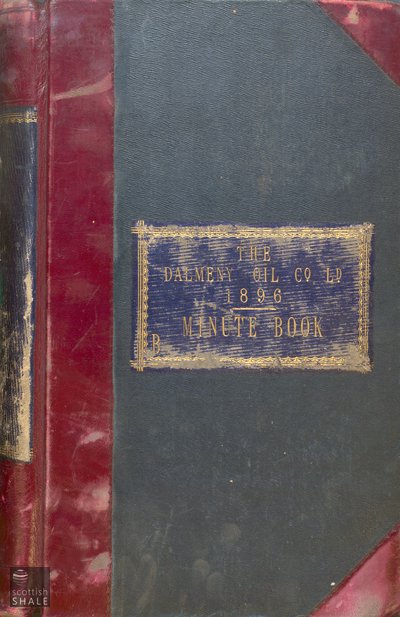 THE
DALMENY OIL Co LD
1896
MINUTE BOOK
B
scottish
SHALE